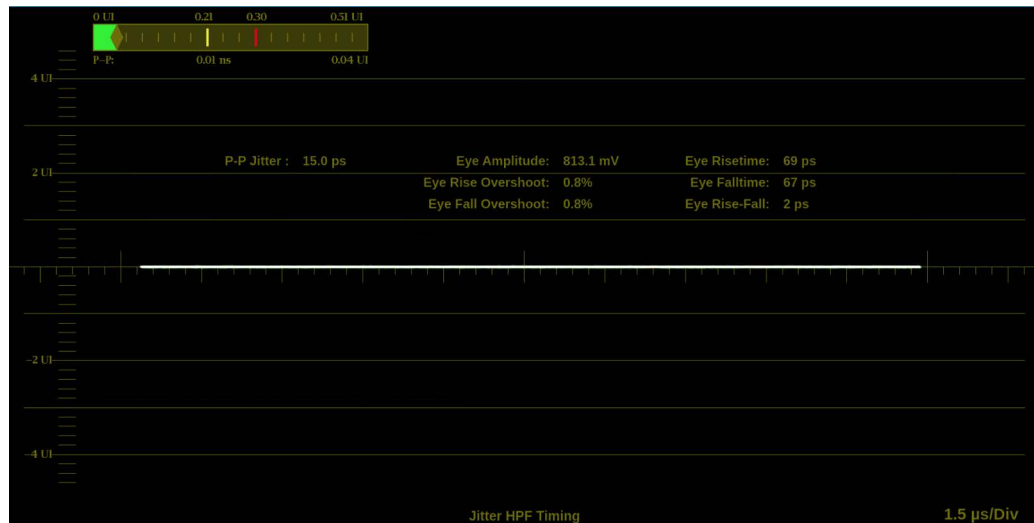 0 UI 0.21 0.30 0.51 UI
P-P: 0.01 ns 0.04 UI
4 UI
P-P Jitter : 15.0 ps Eye Amplitude: 813.1 mV Eye Risetime: 69 ps
2 UI
Eye Rise Overshoot: 0.8% Eye Falltime: 67 ps
Eye Fall Overshoot: 0.8% Eye Rise-Fall: 2 ps
-2 UI
-4 UI
Jitter HPF Timing 1.5 µs/Div